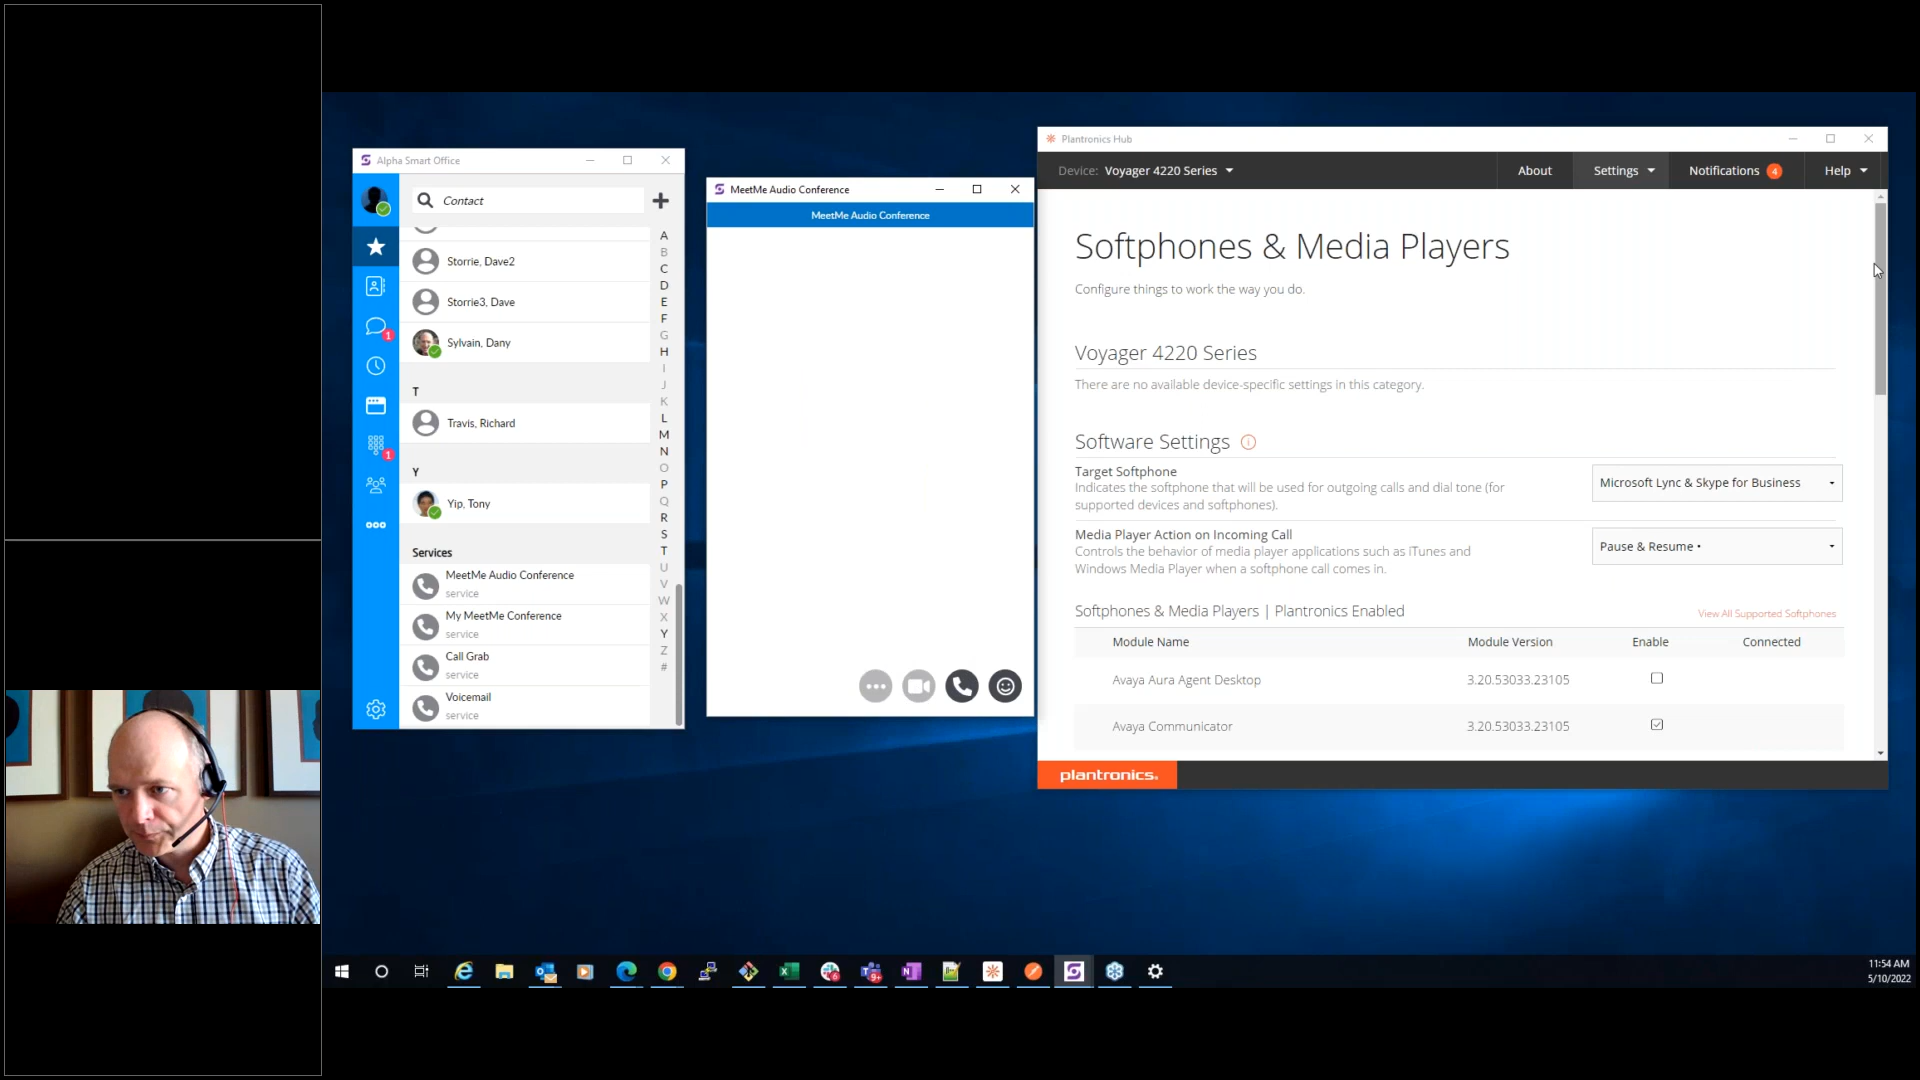 Alpha Smart Office
Contact
Storrie, Dave2
Storrie3, Dave
Sylvain, Dany
T
Travis, Richard
Y
Yip, Tony
Services
MeetMe Audio Conference
service
My MeetMe Conference
service
Call Grab
service
Voicemail
service
1
1
A
B
C
D
E
F
G
H
I
J
K
L
M
N
O
P
Q
R
S
T
U
V
W
X
Y
Z
#
MeetMe Audio Conference
MeetMe Audio Conference
Plantronics Hub
Device: Voyager 4220 Series
About
Settings
Notifications 4
Help
Softphones & Media Players
Configure things to work the way you do.
Voyager 4220 Series
There are no available device-specific settings in this category.
Software Settings
Target Softphone
Indicates the softphone that will be used for outgoing calls and dial tone (for
supported devices and softphones).
Microsoft Lync & Skype for Business
Media Player Action on Incoming Call
Controls the behavior of media player applications such as iTunes and
Windows Media Player when a softphone call comes in.
Pause & Resume •
Softphones & Media Players | Plantronics Enabled
View All Supported Softphones
Module Name Module Version Enable Connected
Avaya Aura Agent Desktop 3.20.53033.23105
Avaya Communicator 3.20.53033.23105
plantronics.
11:54 AM
5/10/2022